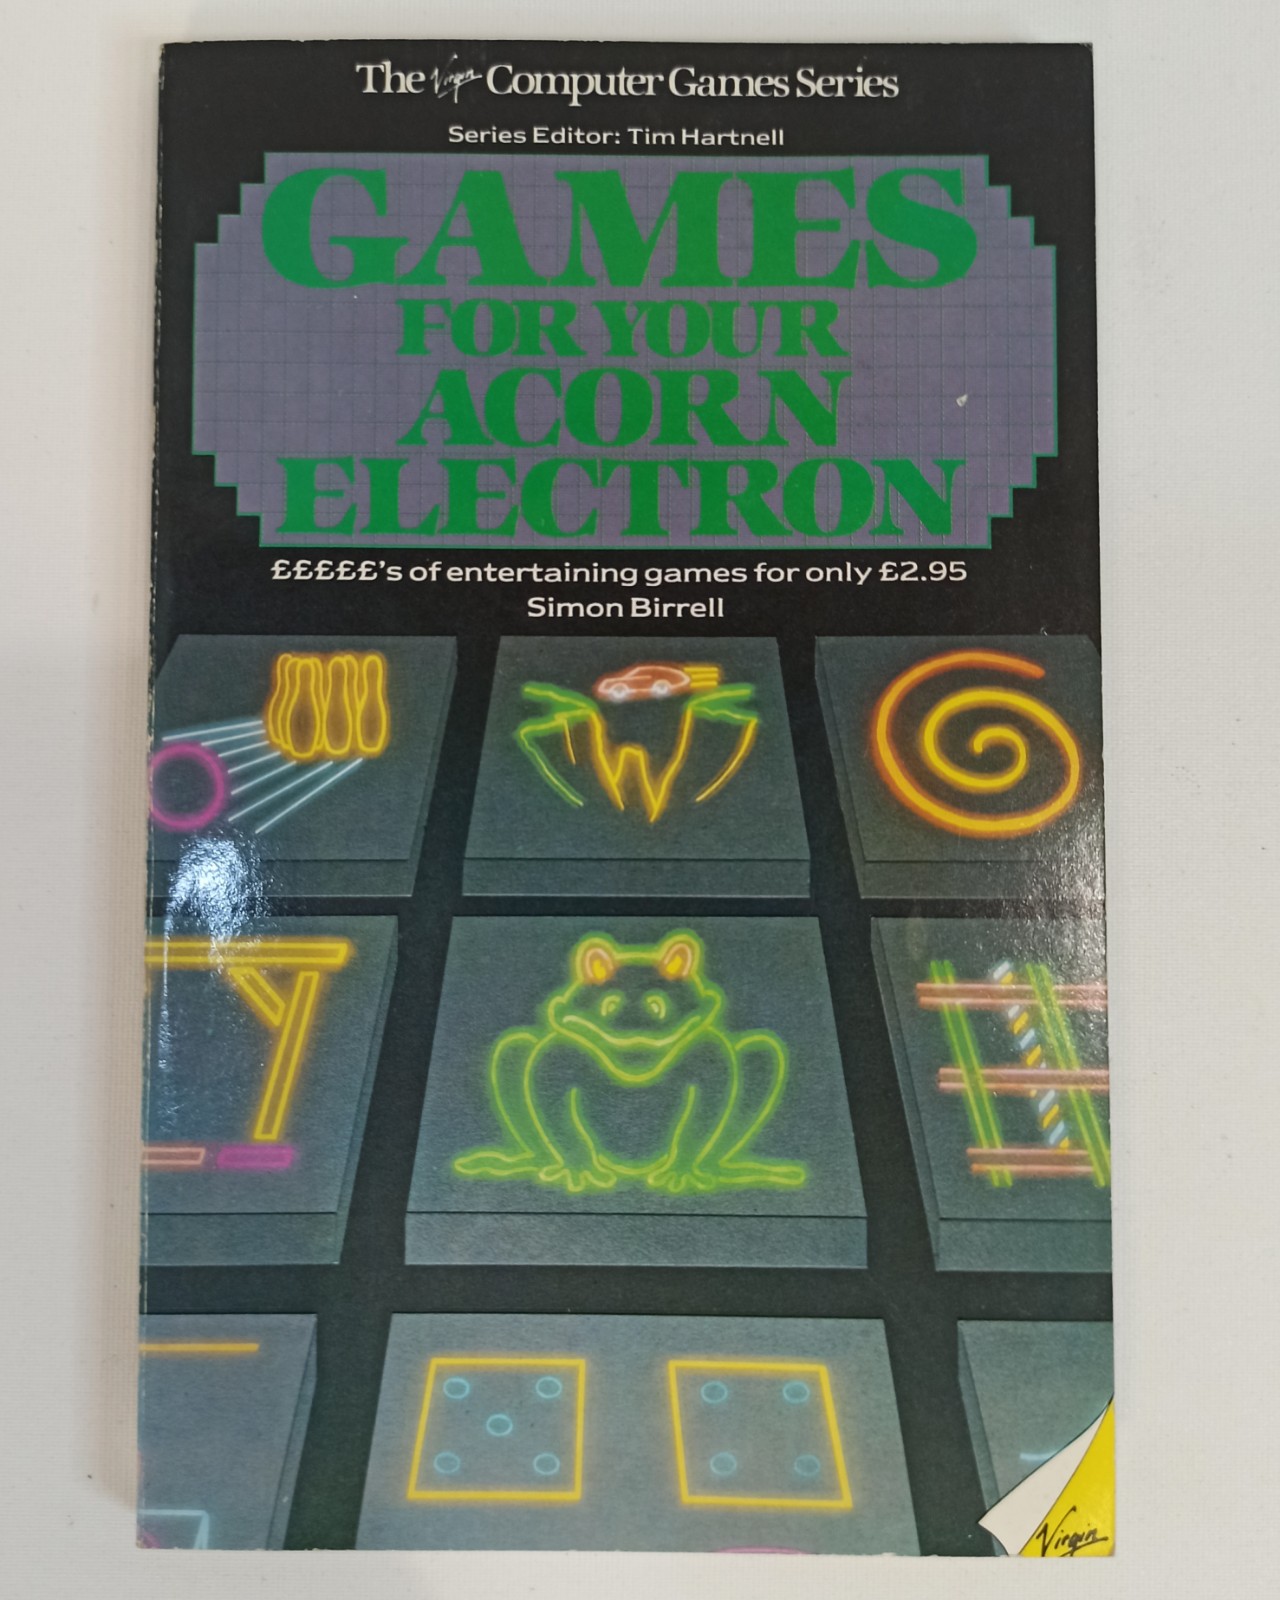 The Virgin Computer Games Series
Series Editor: Tim Hartnell
GAMES
FOR YOUR
ACORN
ELECTRON
£££££'s of entertaining games for only £2.95
Simon Birrell
Virgin